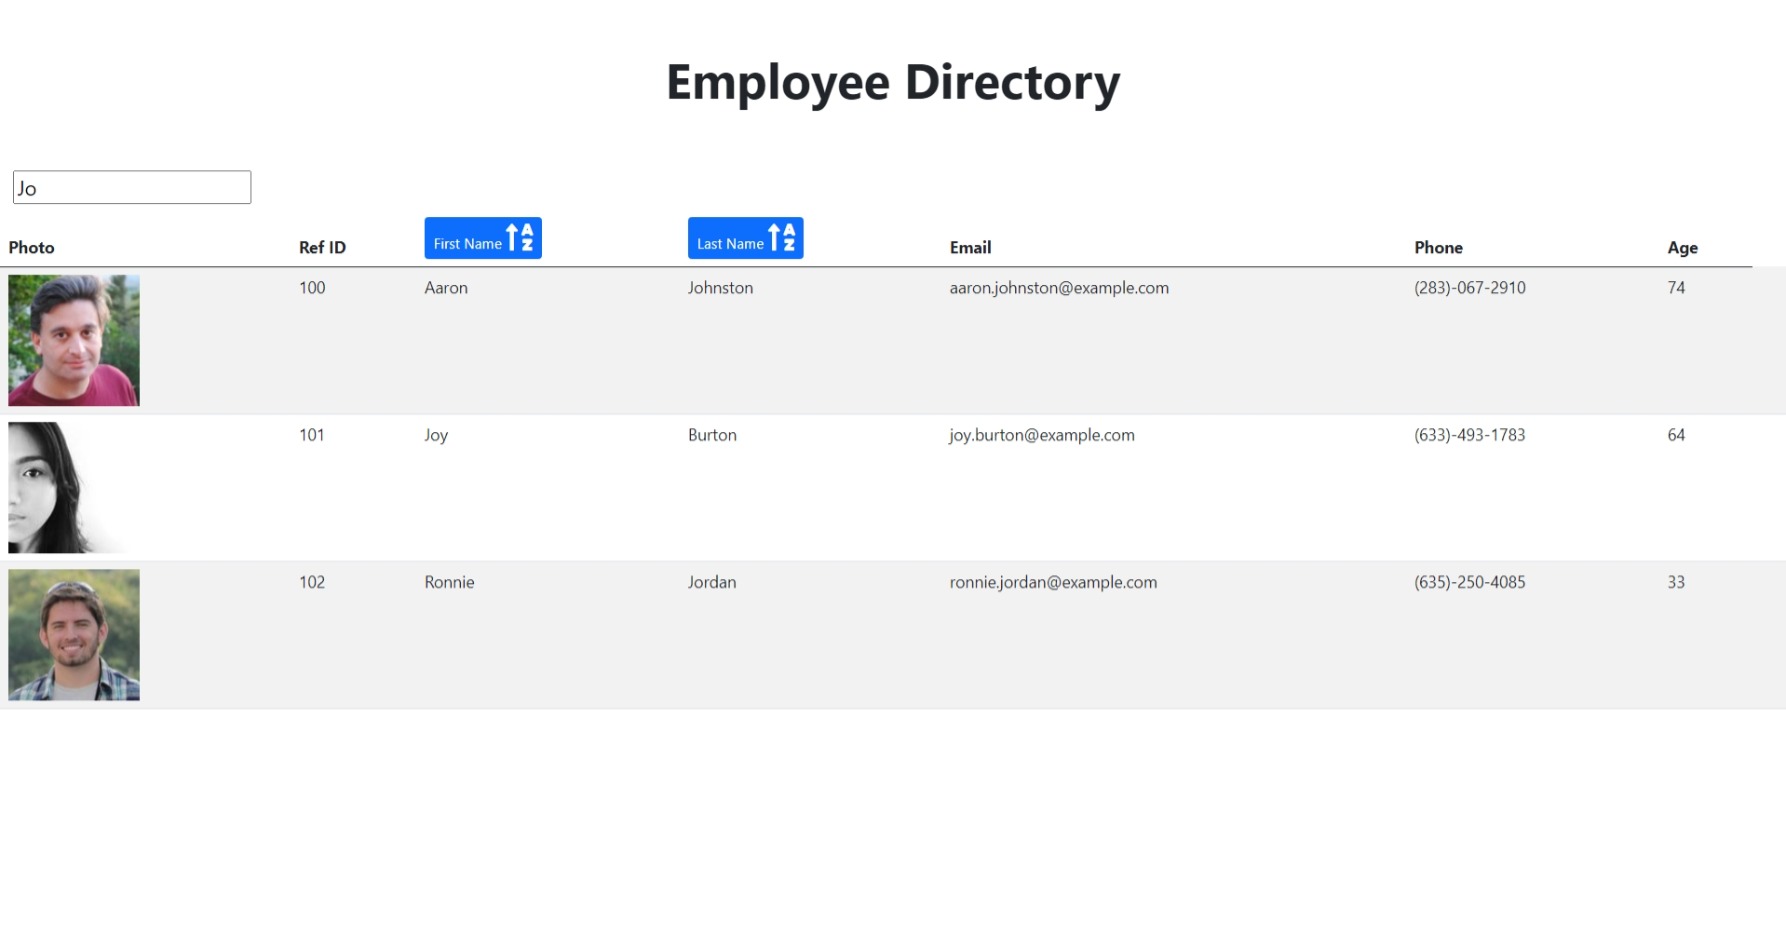 Employee Directory
Jo
Photo Ref ID First Name AZ Last Name AZ Email Phone Age
100 Aaron Johnston aaron.johnston@example.com (283)-067-2910 74
101 Joy Burton joy.burton@example.com (633)-493-1783 64
102 Ronnie Jordan ronnie.jordan@example.com (635)-250-4085 33